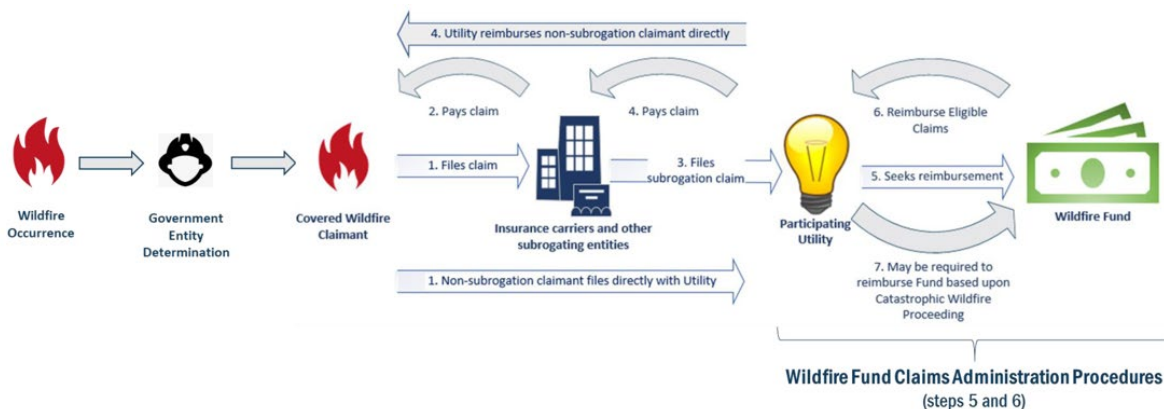 4. Utility reimburses non-subrogation claimant directly
2. Pays claim
4. Pays claim
6. Reimburse Eligible
Claims
1. Files claim
3. Files
subrogation claim
5. Seeks reimbursement
Wildfire
Occurrence
Government
Entity
Determination
Covered Wildfire
Claimant
Insurance carriers and other
subrogating entities
Participating
Utility
Wildfire Fund
1. Non-subrogation claimant files directly with Utility
7. May be required to
reimburse Fund based upon
Catastrophic Wildfire
Proceeding
Wildfire Fund Claims Administration Procedures
(steps 5 and 6)